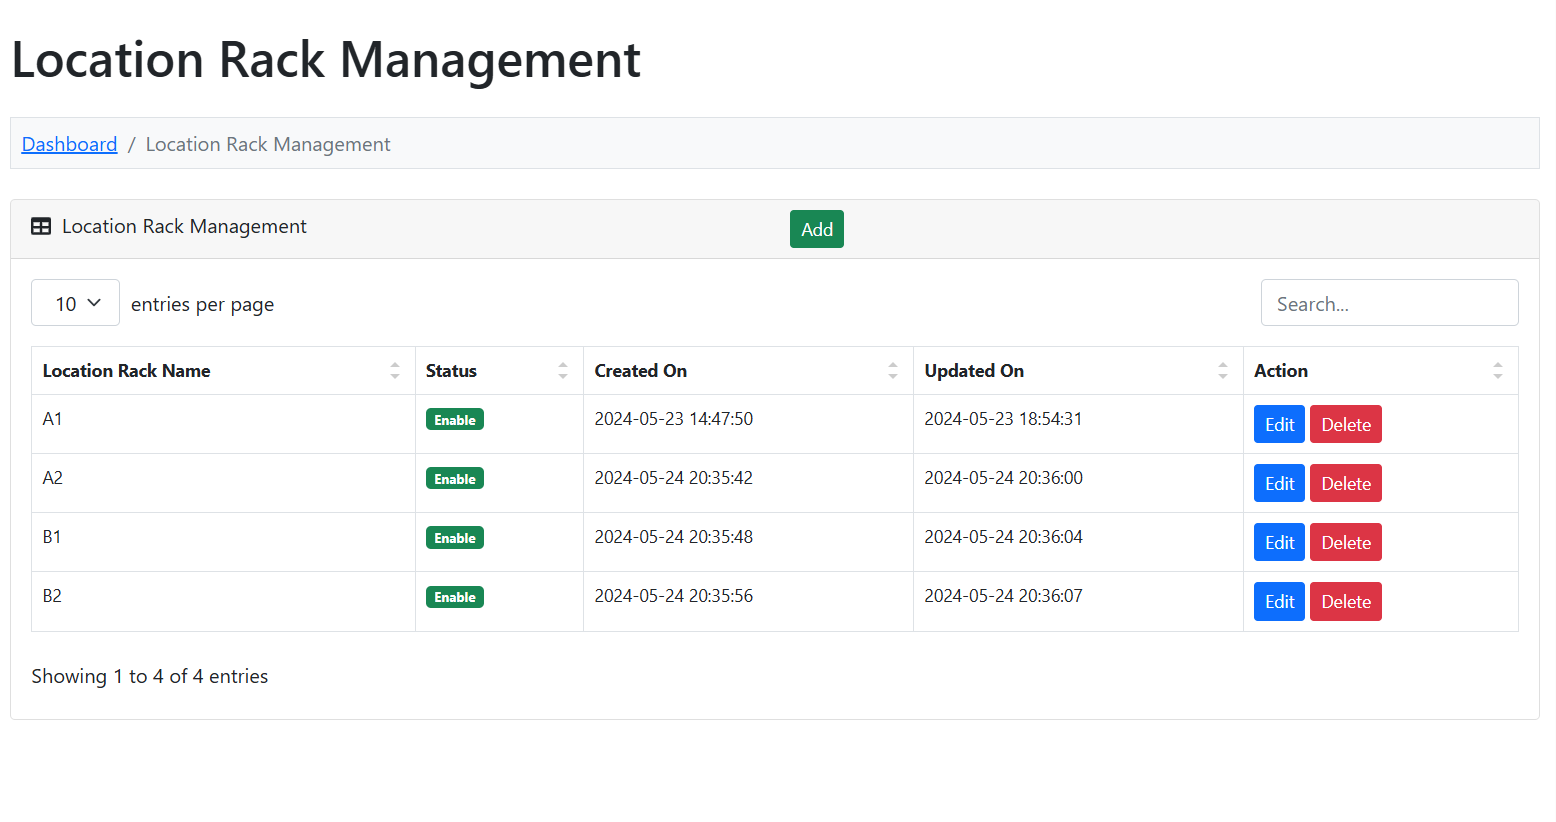 Location Rack Management
Dashboard / Location Rack Management
Location Rack Management Add
10 entries per page Search...
Location Rack Name Status Created On Updated On Action
A1 Enable 2024-05-23 14:47:50 2024-05-23 18:54:31 Edit Delete
A2 Enable 2024-05-24 20:35:42 2024-05-24 20:36:00 Edit Delete
B1 Enable 2024-05-24 20:35:48 2024-05-24 20:36:04 Edit Delete
B2 Enable 2024-05-24 20:35:56 2024-05-24 20:36:07 Edit Delete
Showing 1 to 4 of 4 entries